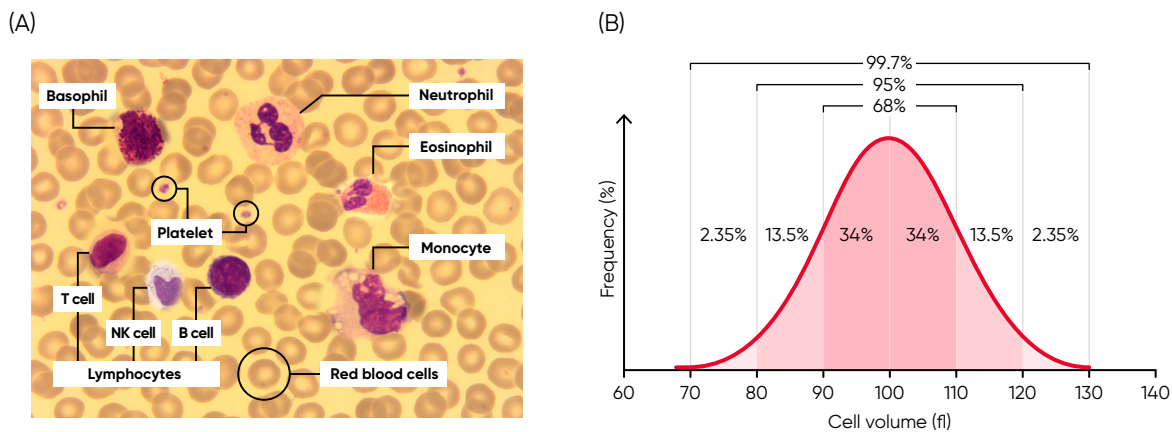 (A)
Basophil
Neutrophil
Eosinophil
Platelet
Monocyte
T cell
NK cell
B cell
Lymphocytes
Red blood cells
(B)
99.7%
95%
68%
Frequency (%)
2.35% 13.5% 34% 34% 13.5% 2.35%
60 70 80 90 100 110 120 130 140
Cell volume (fl)